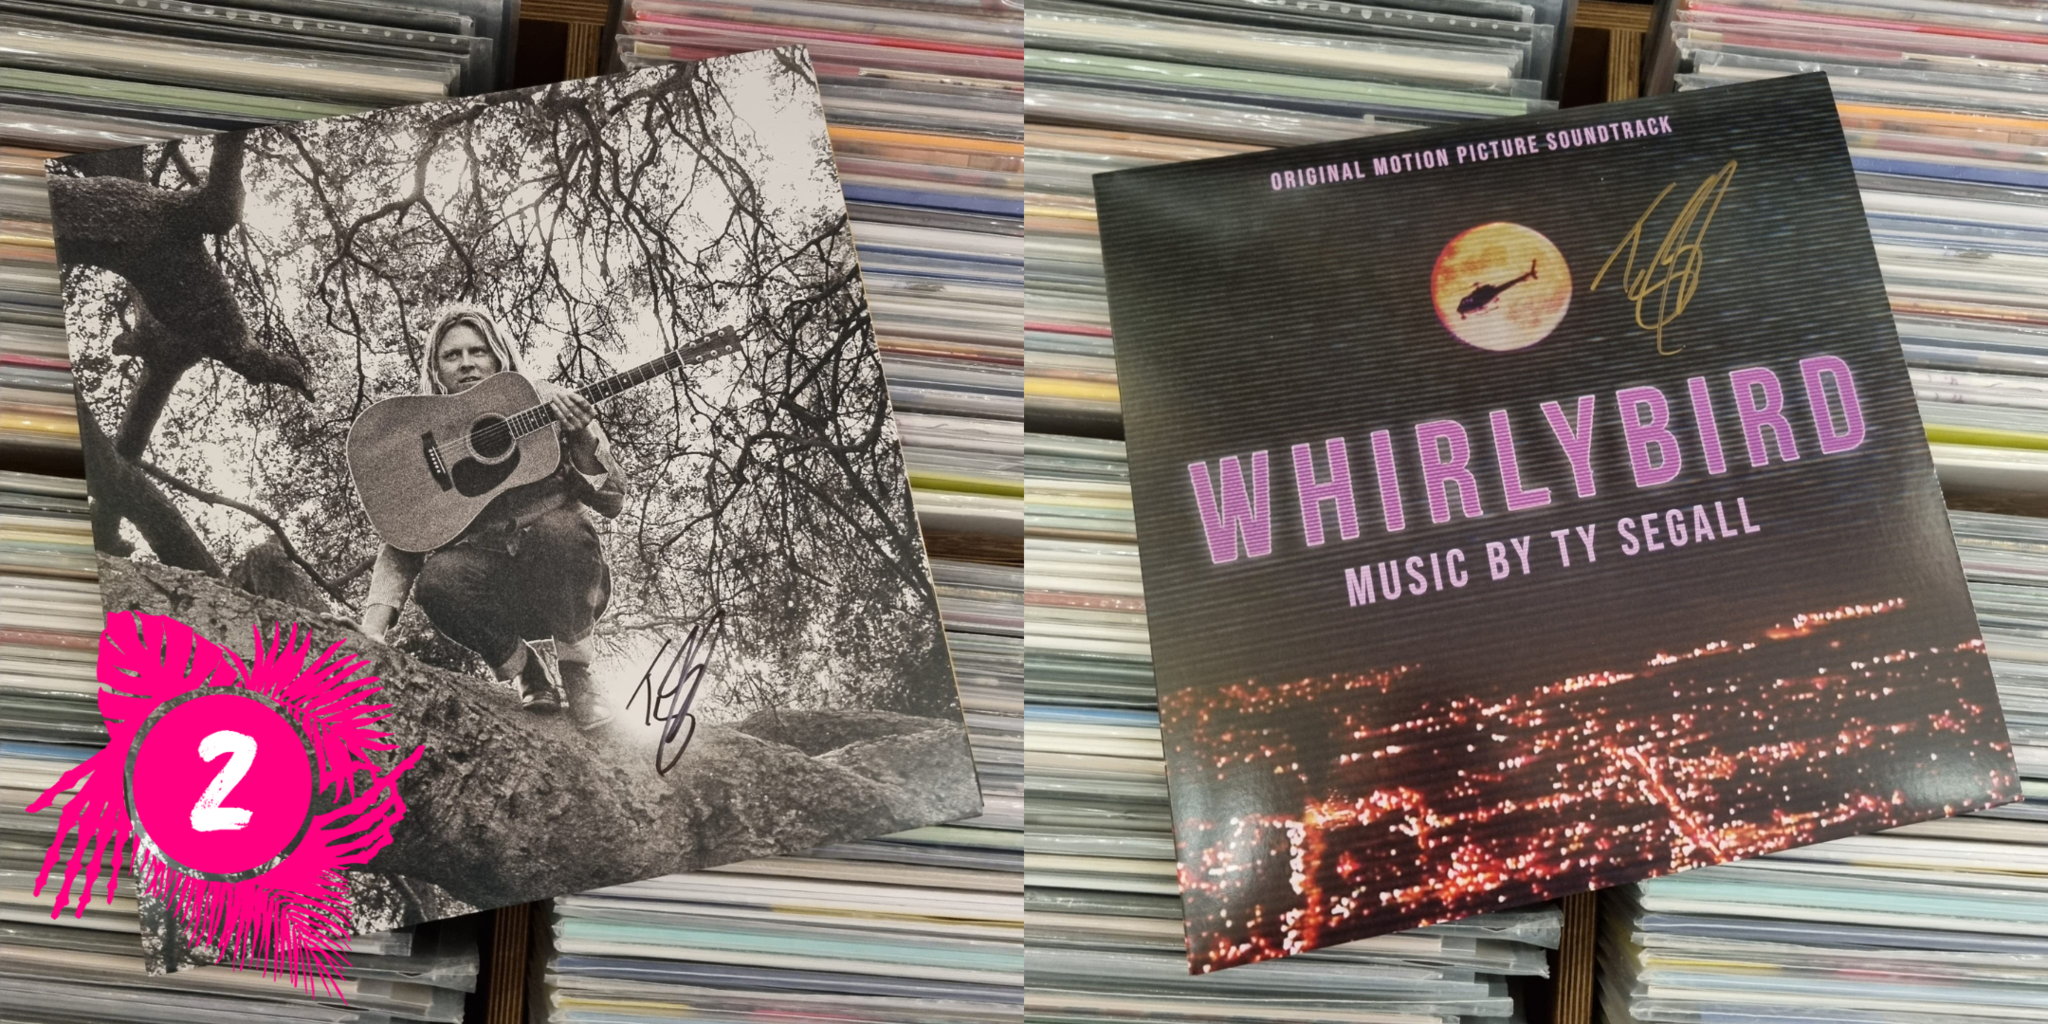 2
ORIGINAL MOTION PICTURE SOUNDTRACK
WHIRLYBIRD
MUSIC BY TY SEGALL